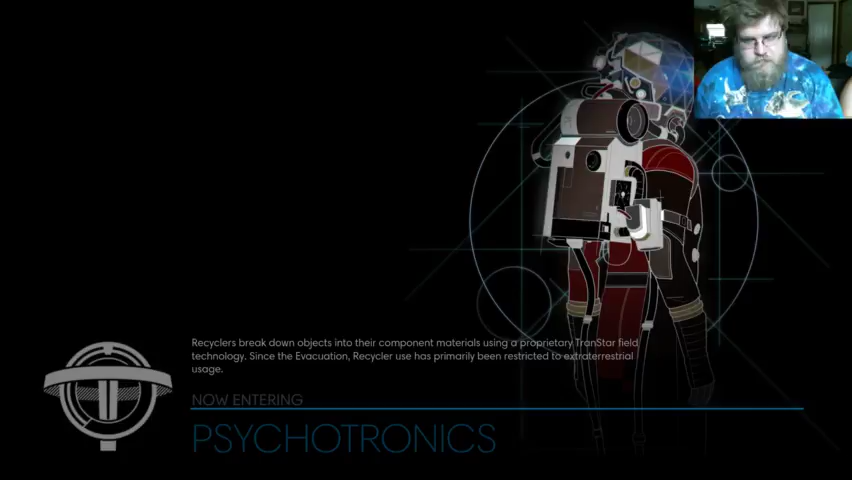 Recyclers break down objects into their component materials using a proprietary TranStar field
technology. Since the Evacuation, Recycler use has primarily been restricted to extraterrestrial
usage.
NOW ENTERING
PSYCHOTRONICS